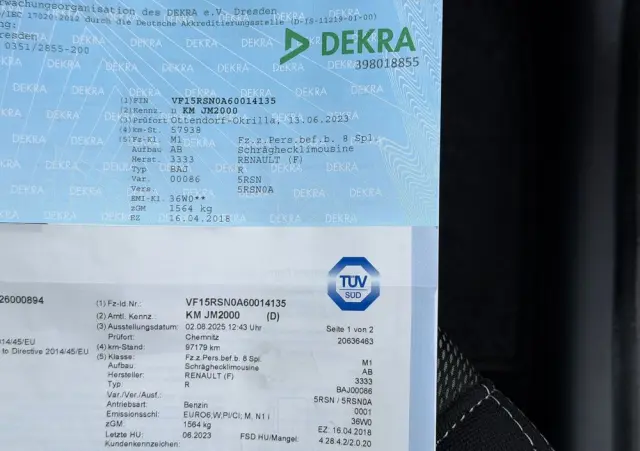 rwachungsorganisation des DEKRA e.V. Dresden
/IEC 17020:2012 durch die Deutsche Akkreditierungsstelle (D-IS-11219-01-00)
ng:
resden
0351/2855-200
DEKRA
398018855
(1) FIN VF15RSN0A60014135
(2) Kennz. n KM JM2000
(3) Prüfort Ottendorf-Okrilla, 13.06.2023
(4) km-St. 57938
(5) Fz-Kl. M1 Fz.z.Pers.bef.b. 8 Spl.
Aufbau AB Schräghecklimousine
Herst. 3333 RENAULT (F)
Typ BAJ R
Var. 00086 5RSN
Vers. 5RSN0A
EMI-Kl. 36W0**
zGM 1564 kg
EZ 16.04.2018
TÜV
SÜD
26000894
(1) Fz-Id.Nr.: VF15RSN0A60014135
(2) Amtl. Kennz.: KM JM2000 (D)
(3) Ausstellungsdatum: 02.08.2025 12:43 Uhr Seite 1 von 2
Prüfort: Chemnitz 20636463
(4) km-Stand: 97179 km
(5) Klasse: Fz.z.Pers.bef.b. 8 Spl. M1
Aufbau: Schräghecklimousine AB
Hersteller: RENAULT (F) 3333
Typ: R BAJ00086
Var./Ver./Ausf.: 5RSN / 5RSN0A
Antriebsart: Benzin 0001
Emissionsschl: EURO6,W,PI/CI; M, N1 I 36W0
zGM 1564 kg EZ: 16.04.2018
Letzte HU: 06.2023 FSD HU/Mangel: 4.28.4.2/2.0.20
Kundenkennzeichen:
2014/45/EU
to Directive 2014/45/EU